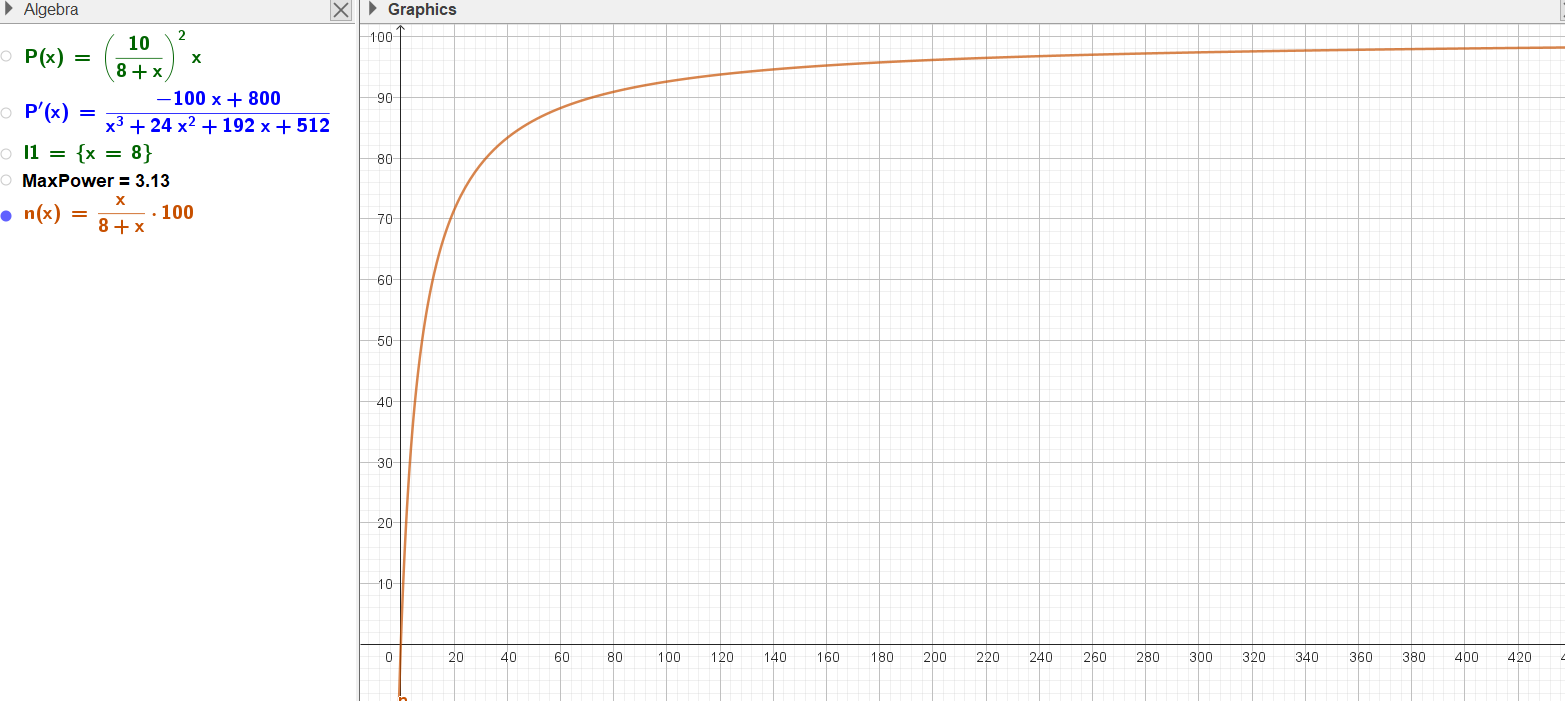 Algebra
Graphics
P(x) = (10/(8 + x))² x
P′(x) = (−100 x + 800)/(x³ + 24 x² + 192 x + 512)
l1 = {x = 8}
MaxPower = 3.13
n(x) = x/(8 + x) · 100
100
90
80
70
60
50
40
30
20
10
0 20 40 60 80 100 120 140 160 180 200 220 240 260 280 300 320 340 360 380 400 420